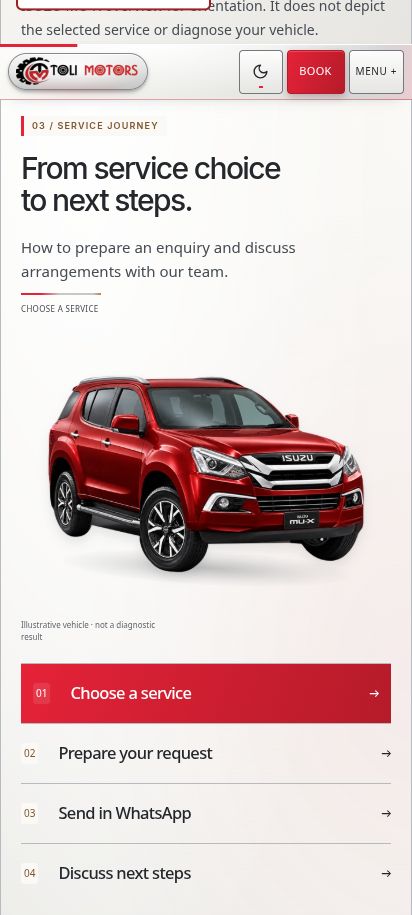 the selected service or diagnose your vehicle.
TOLI MOTORS
BOOK
MENU +
03 / SERVICE JOURNEY
From service choice
to next steps.
How to prepare an enquiry and discuss
arrangements with our team.
CHOOSE A SERVICE
ISUZU
ISUZU
mu-X
Illustrative vehicle · not a diagnostic
result
01 Choose a service →
02 Prepare your request →
03 Send in WhatsApp →
04 Discuss next steps →